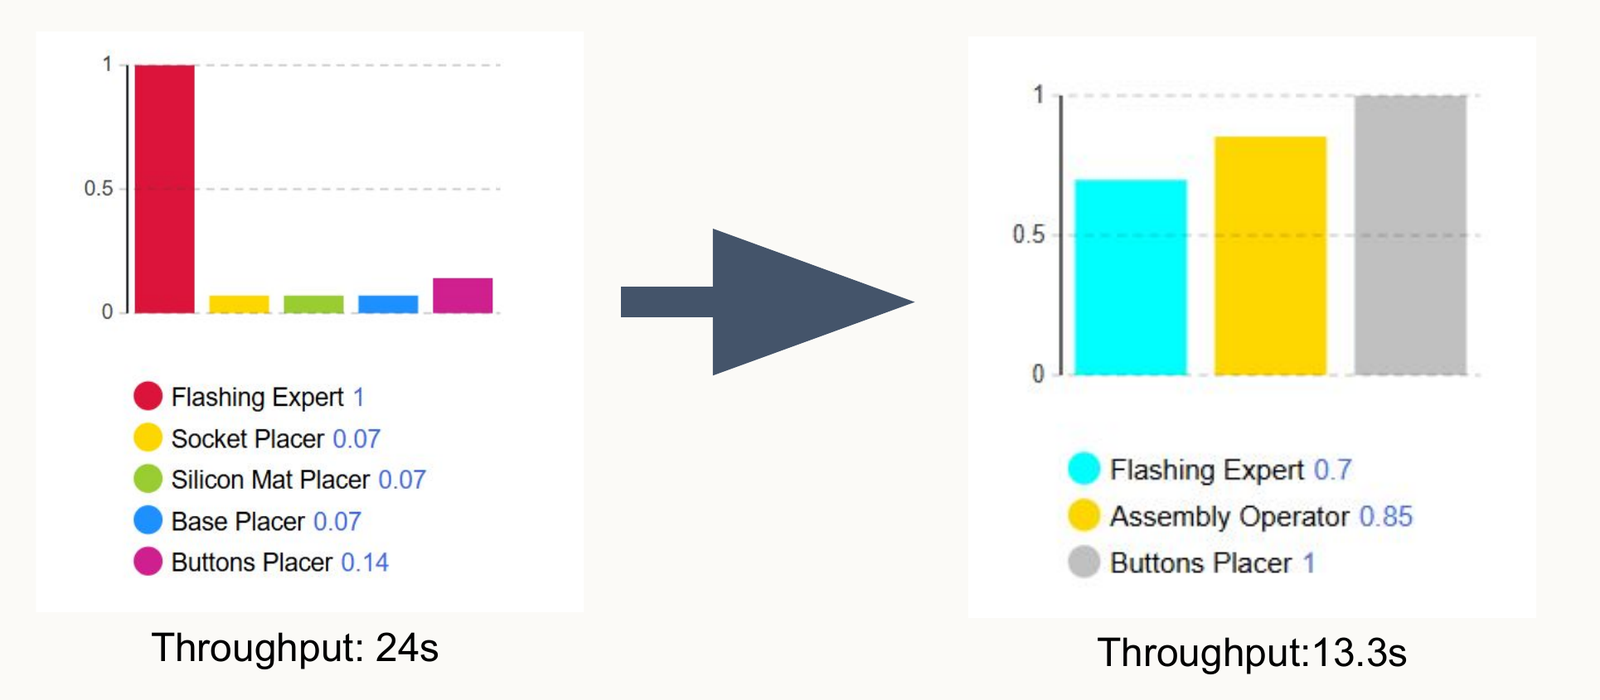 1
0.5
0
Flashing Expert 1
Socket Placer 0.07
Silicon Mat Placer 0.07
Base Placer 0.07
Buttons Placer 0.14
Throughput: 24s
1
0.5
0
Flashing Expert 0.7
Assembly Operator 0.85
Buttons Placer 1
Throughput:13.3s